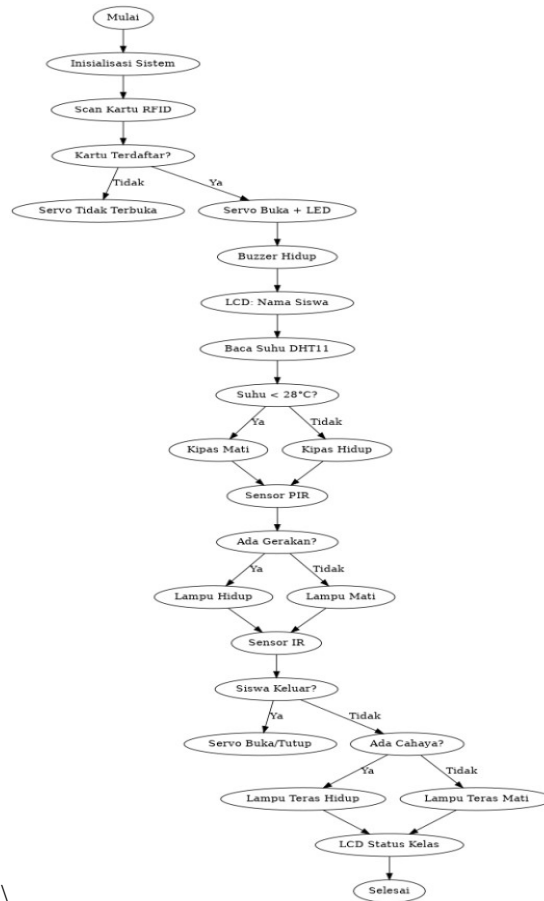 Mulai
Inisialisasi Sistem
Scan Kartu RFID
Kartu Terdaftar?
Tidak
Ya
Servo Tidak Terbuka
Servo Buka + LED
Buzzer Hidup
LCD: Nama Siswa
Baca Suhu DHT11
Suhu < 28°C?
Ya
Tidak
Kipas Mati
Kipas Hidup
Sensor PIR
Ada Gerakan?
Ya
Tidak
Lampu Hidup
Lampu Mati
Sensor IR
Siswa Keluar?
Ya
Tidak
Servo Buka/Tutup
Ada Cahaya?
Ya
Tidak
Lampu Teras Hidup
Lampu Teras Mati
LCD Status Kelas
Selesai
\